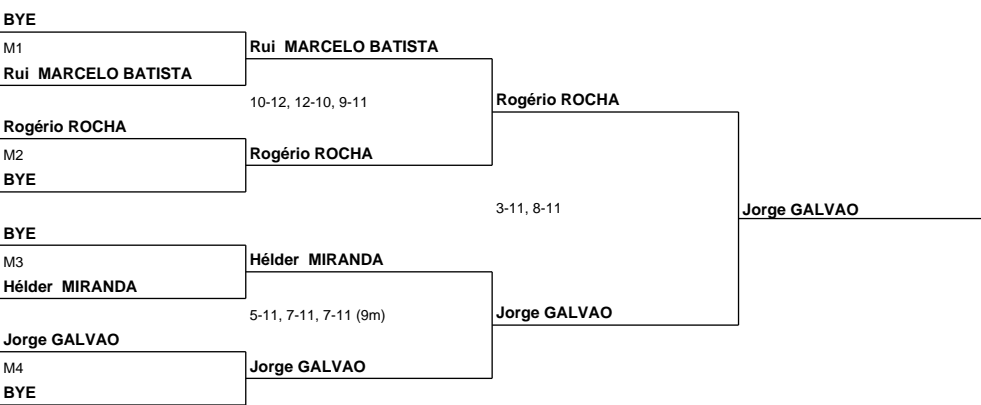 BYE
M1
Rui  MARCELO BATISTA
Rui  MARCELO BATISTA
10-12, 12-10, 9-11
Rogério ROCHA
Rogério ROCHA
M2
BYE
Rogério ROCHA
3-11, 8-11
Jorge GALVAO
BYE
M3
Hélder  MIRANDA
Hélder  MIRANDA
5-11, 7-11, 7-11 (9m)
Jorge GALVAO
Jorge GALVAO
M4
BYE
Jorge GALVAO